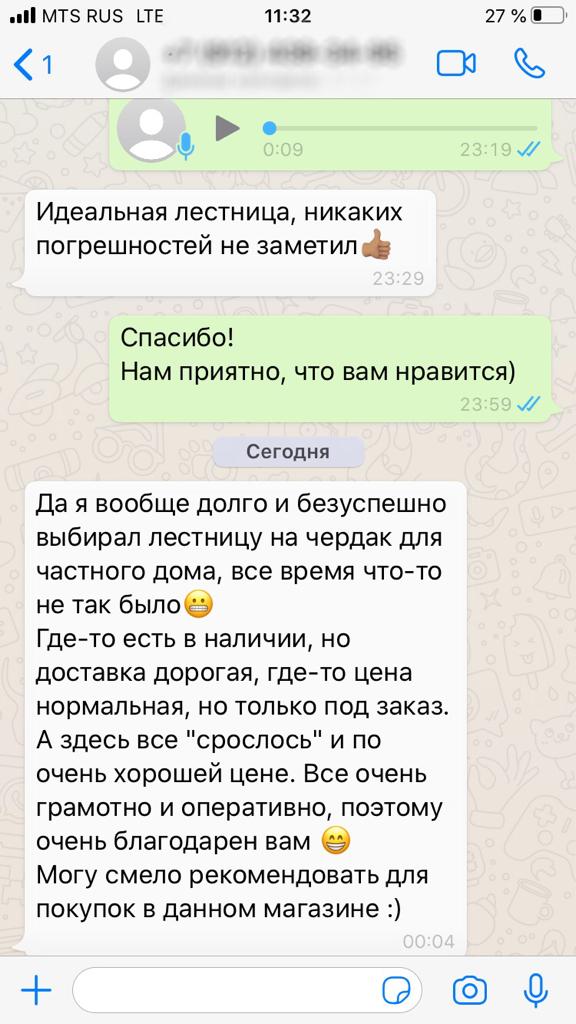 MTS RUS LTE 11:32 27 %
1
0:09 23:19
Идеальная лестница, никаких
погрешностей не заметил👍🏽
23:29
Спасибо!
Нам приятно, что вам нравится)
23:59
Сегодня
Да я вообще долго и безуспешно
выбирал лестницу на чердак для
частного дома, все время что-то
не так было😬
Где-то есть в наличии, но
доставка дорогая, где-то цена
нормальная, но только под заказ.
А здесь все "срослось" и по
очень хорошей цене. Все очень
грамотно и оперативно, поэтому
очень благодарен вам 😁
Могу смело рекомендовать для
покупок в данном магазине :)
00:04